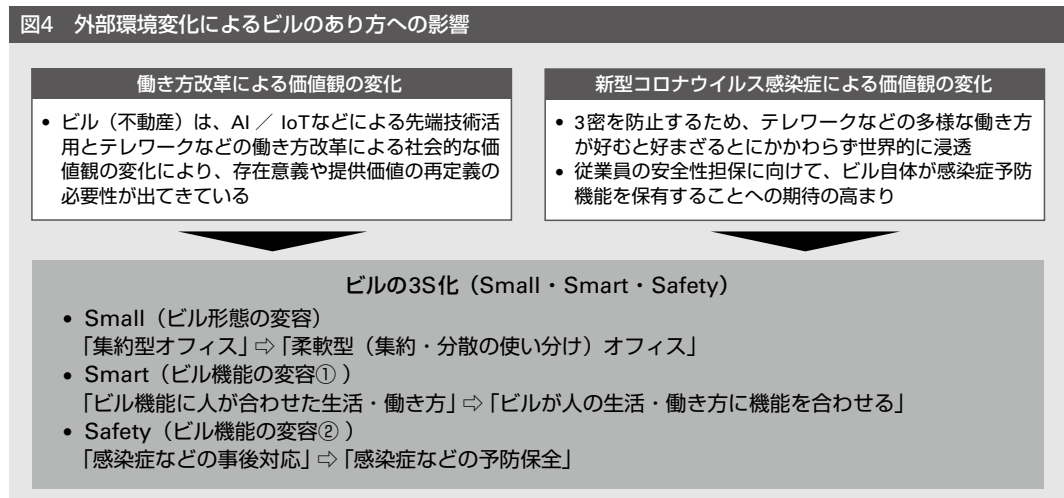 図4　外部環境変化によるビルのあり方への影響
働き方改革による価値観の変化
• ビル（不動産）は、AI ／ IoTなどによる先端技術活
用とテレワークなどの働き方改革による社会的な価
値観の変化により、存在意義や提供価値の再定義の
必要性が出てきている
新型コロナウイルス感染症による価値観の変化
• 3密を防止するため、テレワークなどの多様な働き方
が好むと好まざるとにかかわらず世界的に浸透
• 従業員の安全性担保に向けて、ビル自体が感染症予防
機能を保有することへの期待の高まり
ビルの3S化（Small・Smart・Safety）
• Small（ビル形態の変容）
「集約型オフィス」⇨「柔軟型（集約・分散の使い分け）オフィス」
• Smart（ビル機能の変容① ）
「ビル機能に人が合わせた生活・働き方」⇨「ビルが人の生活・働き方に機能を合わせる」
• Safety（ビル機能の変容② ）
「感染症などの事後対応」⇨「感染症などの予防保全」